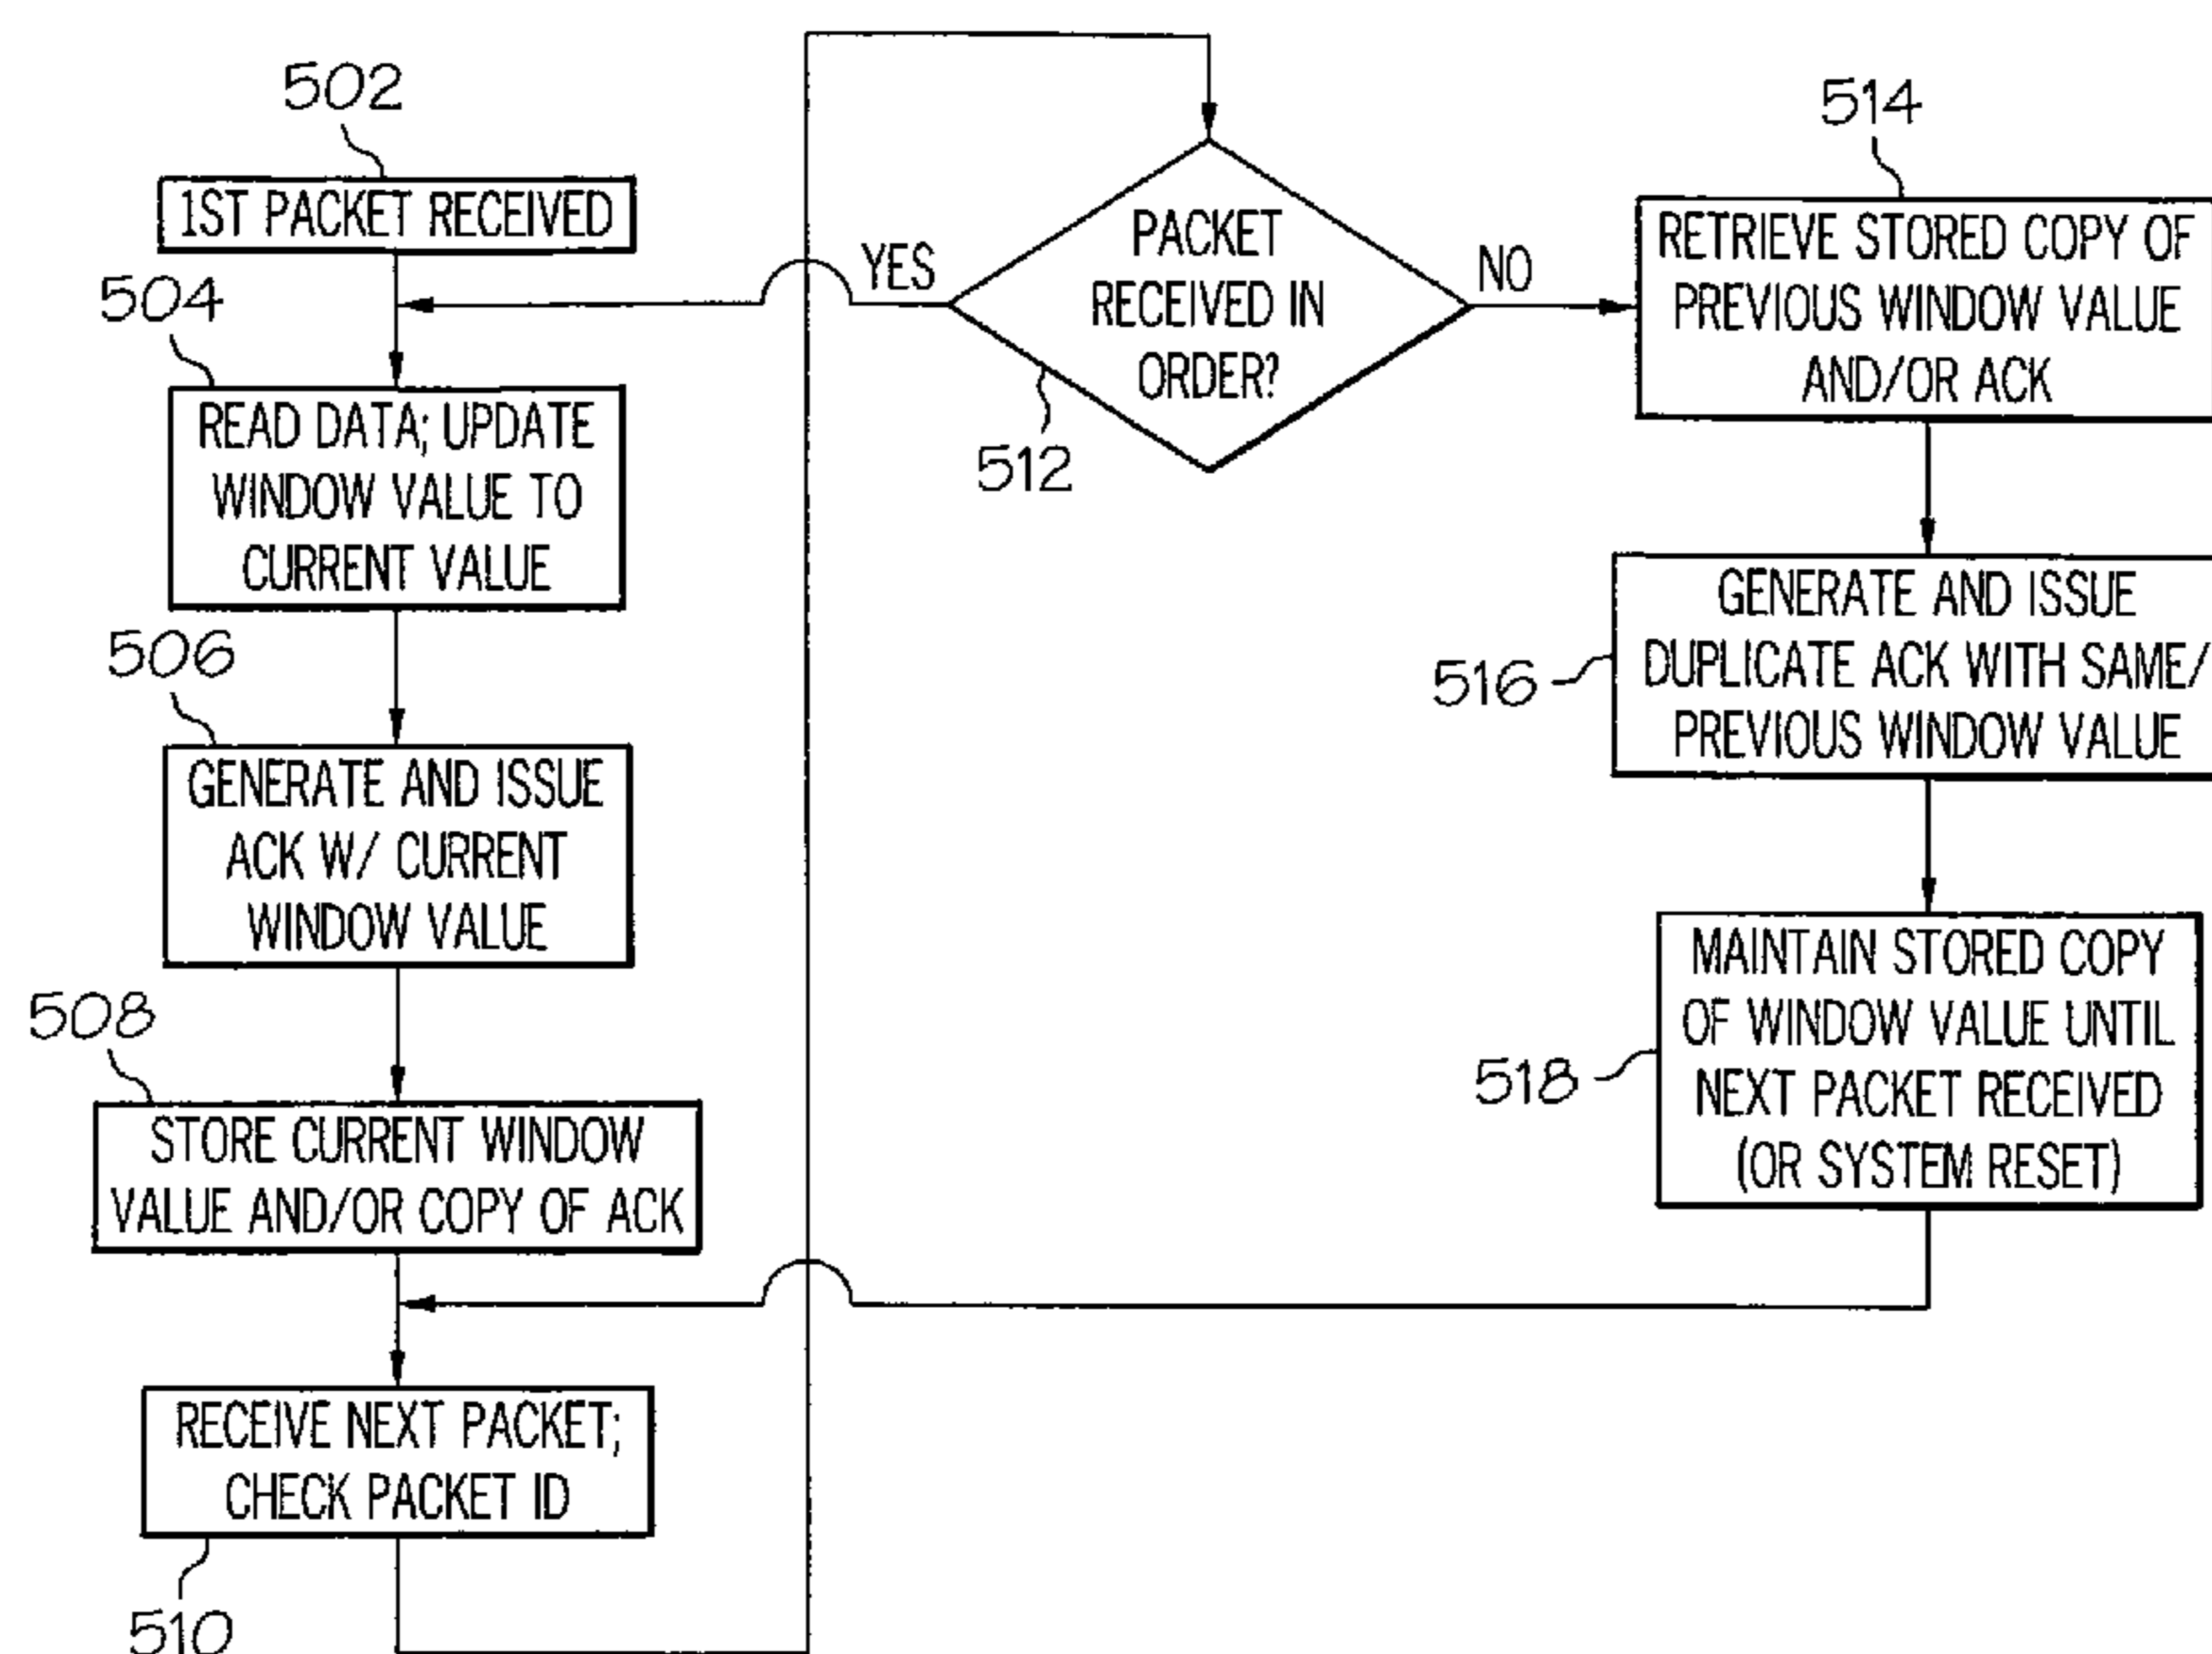 502
1ST PACKET RECEIVED
504
READ DATA; UPDATE
WINDOW VALUE TO
CURRENT VALUE
506
GENERATE AND ISSUE
ACK W/ CURRENT
WINDOW VALUE
508
STORE CURRENT WINDOW
VALUE AND/OR COPY OF ACK
RECEIVE NEXT PACKET;
CHECK PACKET ID
510
PACKET
RECEIVED IN
ORDER?
512
YES
NO
514
RETRIEVE STORED COPY OF
PREVIOUS WINDOW VALUE
AND/OR ACK
516
GENERATE AND ISSUE
DUPLICATE ACK WITH SAME/
PREVIOUS WINDOW VALUE
518
MAINTAIN STORED COPY
OF WINDOW VALUE UNTIL
NEXT PACKET RECEIVED
(OR SYSTEM RESET)